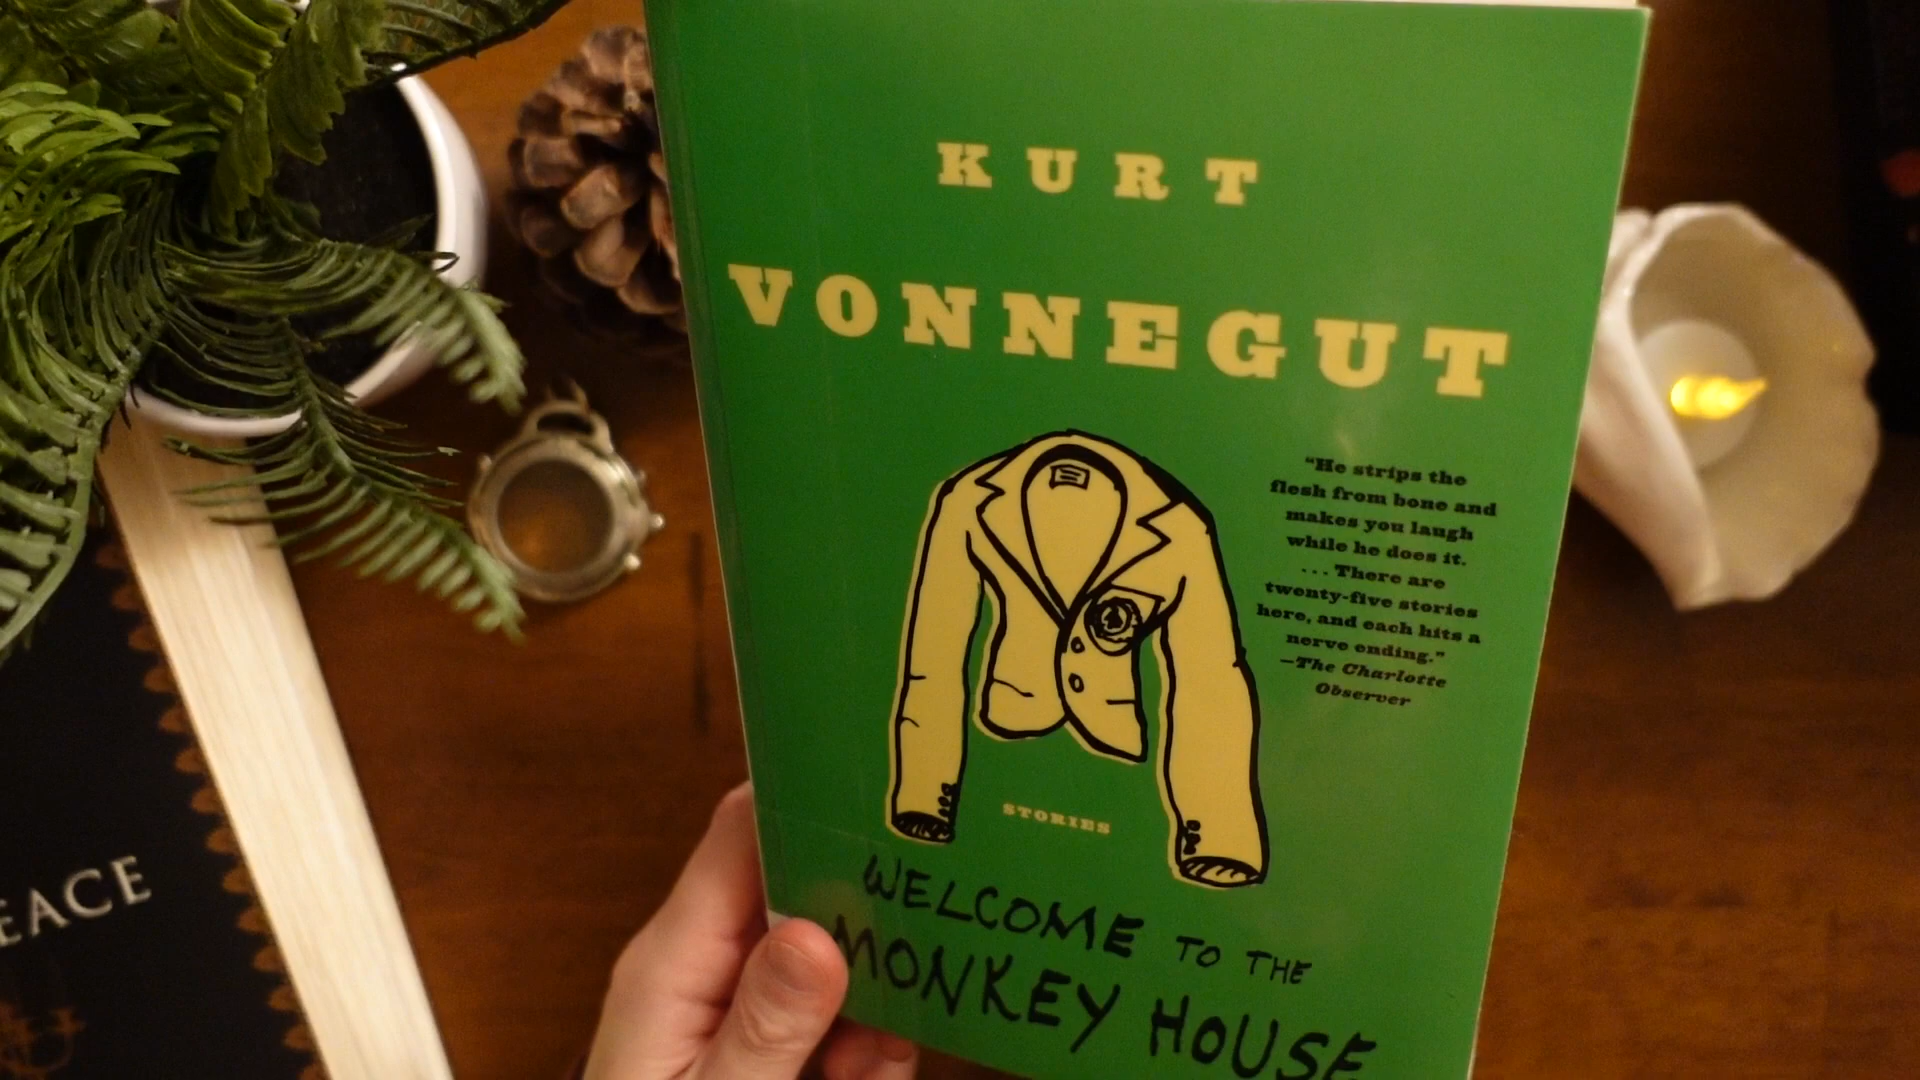 KURT
VONNEGUT
“He strips the
flesh from bone and
makes you laugh
while he does it.
. . . There are
twenty-five stories
here, and each hits a
nerve ending.”
—The Charlotte
Observer
STORIES
WELCOME TO THE
MONKEY HOUSE
EACE